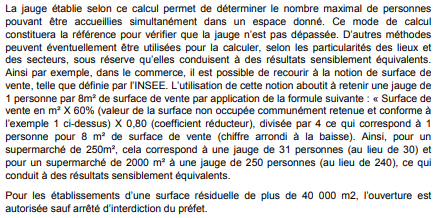 La jauge établie selon ce calcul permet de déterminer le nombre maximal de personnes
pouvant être accueillies simultanément dans un espace donné. Ce mode de calcul
constituera la référence pour vérifier que la jauge n'est pas dépassée. D'autres méthodes
peuvent éventuellement être utilisées pour la calculer, selon les particularités des lieux et
des secteurs, sous réserve qu'elles conduisent à des résultats sensiblement équivalents.
Ainsi par exemple, dans le commerce, il est possible de recourir à la notion de surface de
vente, telle que définie par l'INSEE. L'utilisation de cette notion aboutit à retenir une jauge de
1 personne par 8m² de surface de vente par application de la formule suivante : « Surface de
vente en m² X 60% (valeur de la surface non occupée communément retenue et conforme à
l'exemple 1 ci-dessus) X 0,80 (coefficient réducteur), divisée par 4 ce qui correspond à 1
personne pour 8 m² de surface de vente (chiffre arrondi à la baisse). Ainsi, pour un
supermarché de 250m², cela correspond à une jauge de 31 personnes (au lieu de 30) et
pour un supermarché de 2000 m² à une jauge de 250 personnes (au lieu de 240), ce qui
conduit à des résultats sensiblement équivalents.
Pour les établissements d'une surface résiduelle de plus de 40 000 m2, l'ouverture est
autorisée sauf arrêté d'interdiction du préfet.